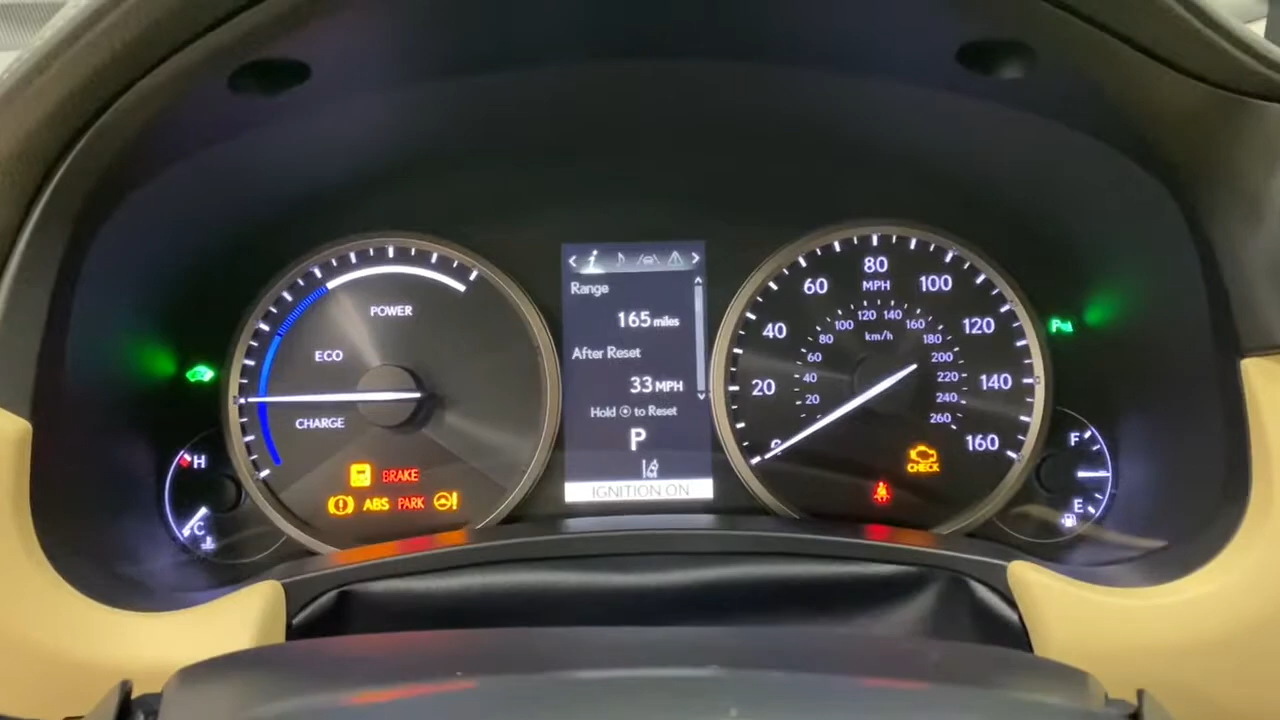 POWER
ECO
CHARGE
H
C
BRAKE
ABS PARK
Range
165 miles
After Reset
33 MPH
Hold to Reset
P
IGNITION ON
0 20 40 60 80 100 120 140 160
MPH
20 40 60 80 100 120 140 160 180 200 220 240 260
km/h
CHECK
P
F
E